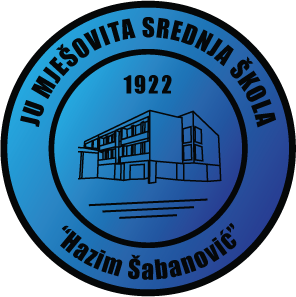 JU MJEŠOVITA SREDNJA ŠKOLA
1922
“Hazim Šabanović”